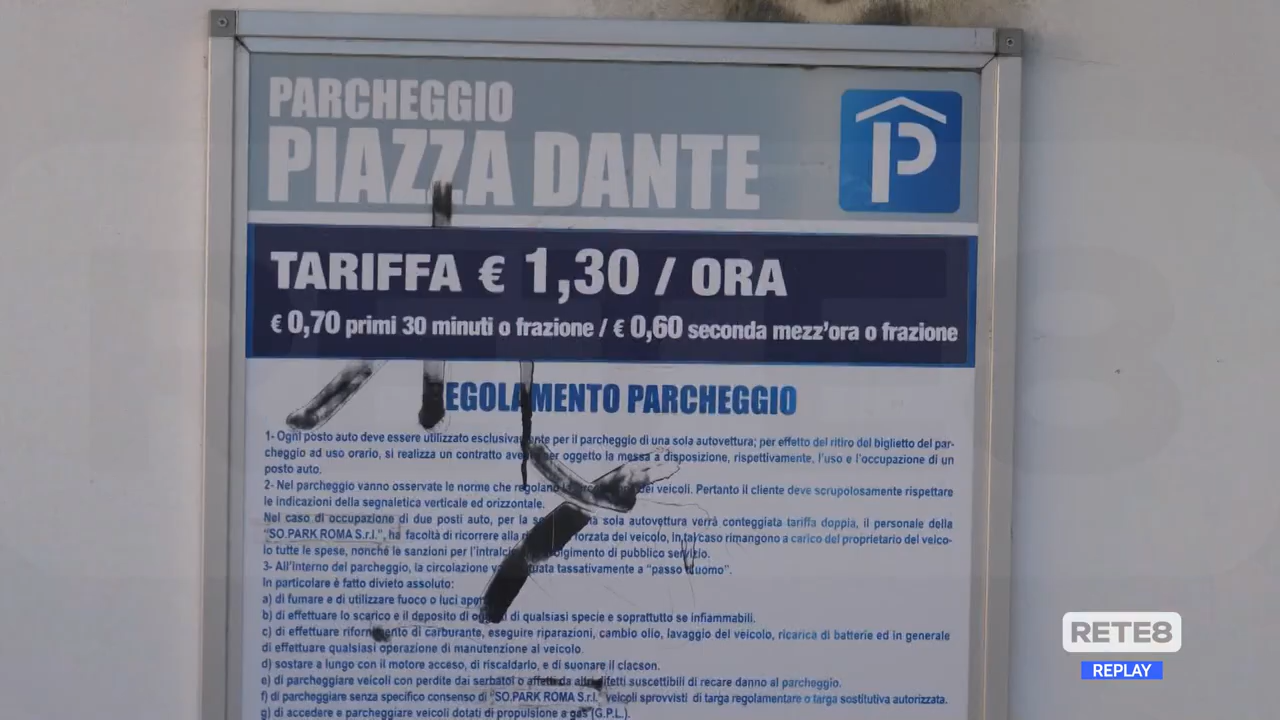 PARCHEGGIO
PIAZZA DANTE
P
TARIFFA € 1,30 / ORA
€ 0,70 primi 30 minuti o frazione / € 0,60 seconda mezz'ora o frazione
REGOLAMENTO PARCHEGGIO
1- Ogni posto auto deve essere utilizzato esclusivamente per il parcheggio di una sola autovettura; per effetto del ritiro del biglietto del par-
cheggio ad uso orario, si realizza un contratto avente per oggetto la messa a disposizione, rispettivamente, l'uso e l'occupazione di un
posto auto.
2- Nel parcheggio vanno osservate le norme che regolano la dei veicoli. Pertanto il cliente deve scrupolosamente rispettare
le indicazioni della segnaletica verticale ed orizzontale.
Nel caso di occupazione di due posti auto, per la sola autovettura verrà conteggiata tariffa doppia, il personale della
"SO.PARK ROMA S.r.l.", ha facoltà di ricorrere alla forzata del veicolo, in tal caso rimangono a carico del proprietario del veico-
lo tutte le spese, nonché le sanzioni per l'intralcio svolgimento di pubblico servizio.
3- All'interno del parcheggio, la circolazione tassativamente a "passo d'uomo".
In particolare è fatto divieto assoluto:
a) di fumare e di utilizzare fuoco o luci
b) di effettuare lo scarico e il deposito di di qualsiasi specie e soprattutto se infiammabili.
c) di effettuare rifornimento di carburante, eseguire riparazioni, cambio olio, lavaggio del veicolo, ricarica di batterie ed in generale
di effettuare qualsiasi operazione di manutenzione al veicolo.
d) sostare a lungo con il motore acceso, di riscaldarlo, e di suonare il clacson.
e) di parcheggiare veicoli con perdite dai serbatoi o affetti da altri difetti suscettibili di recare danno al parcheggio.
f) di parcheggiare senza specifico consenso di "SO.PARK ROMA S.r.l." veicoli sprovvisti di targa regolamentare o targa sostitutiva autorizzata.
g) di accedere e parcheggiare veicoli dotati di propulsione a gas (G.P.L.).
RETE8
REPLAY